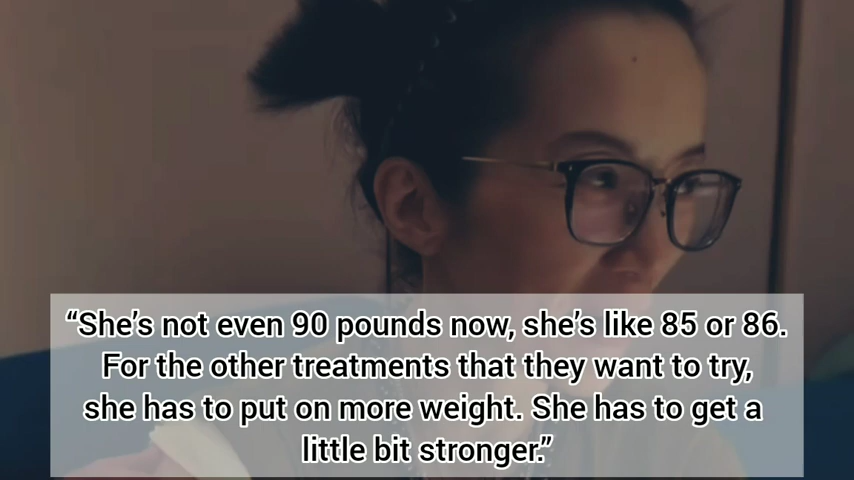 “She’s not even 90 pounds now, she’s like 85 or 86.
For the other treatments that they want to try,
she has to put on more weight. She has to get a
little bit stronger.”